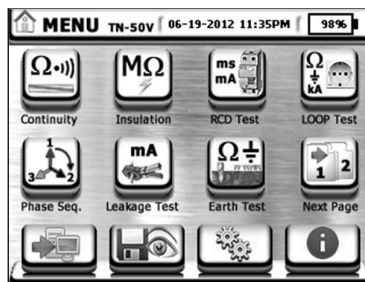 MENU TN-50V 06-19-2012 11:35PM 98%
Ω•))) MΩ ms mA Ω kA
Continuity Insulation RCD Test LOOP Test
1 2 3 mA Ω 1 2
Phase Seq. Leakage Test Earth Test Next Page
i